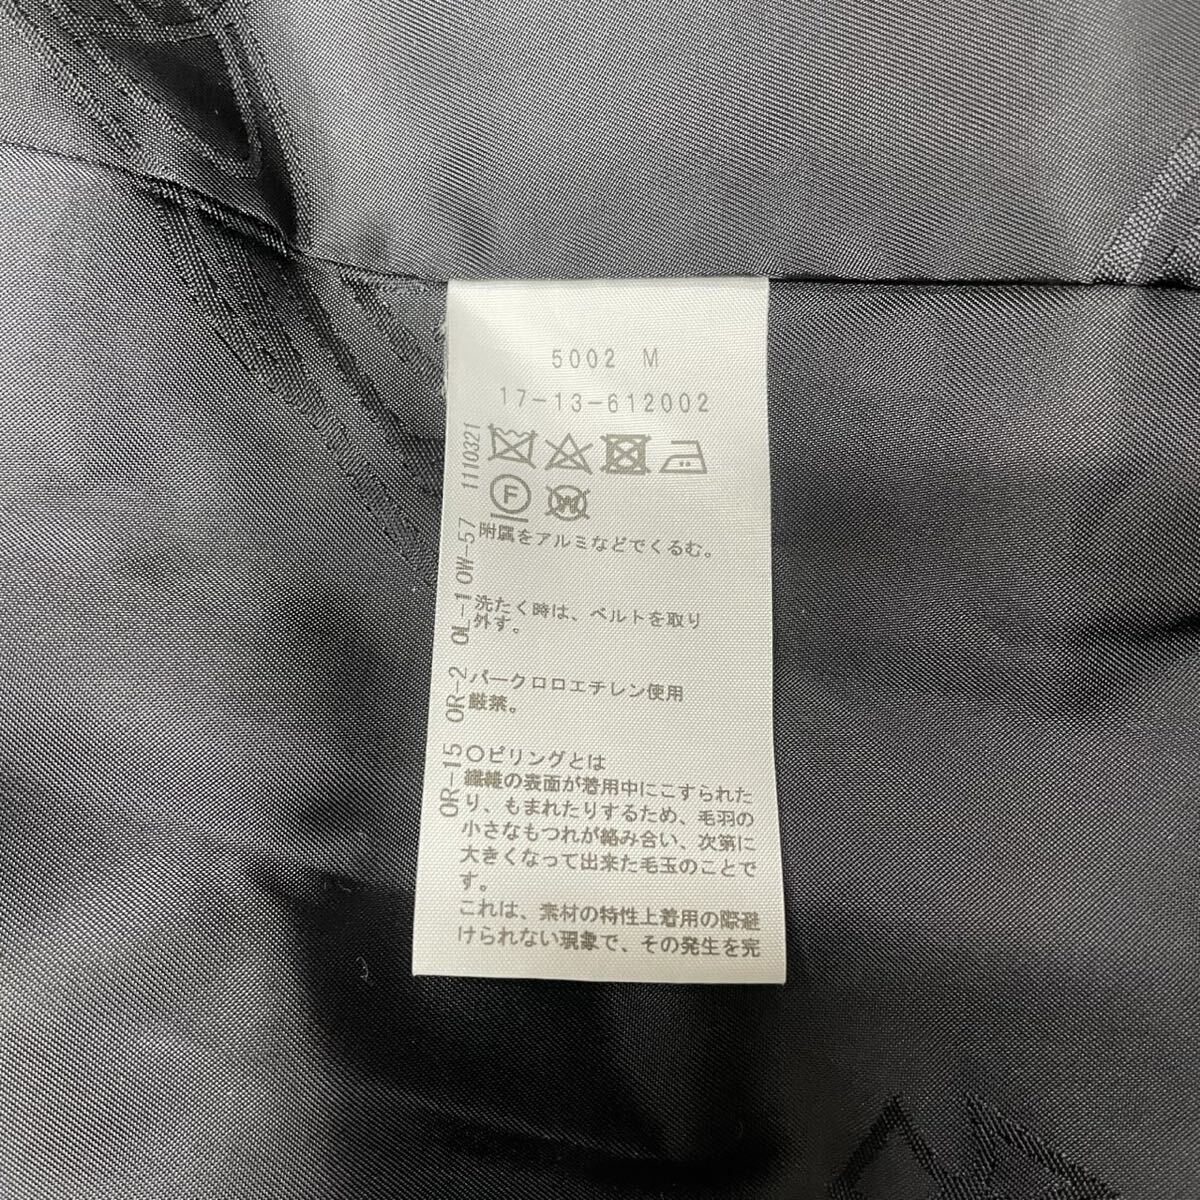 5002 M
17-13-612002
F
W
附属をアルミなどでくるむ。
洗たく時は、ベルトを取り
外す。
パークロロエチレン使用
厳禁。
○ピリングとは
繊維の表面が着用中にこすられた
り、もまれたりするため、毛羽の
小さなもつれが絡み合い、次第に
大きくなって出来た毛玉のことで
す。
これは、素材の特性上着用の際避
けられない現象で、その発生を完
OR-15 OR-2 OL-10W-57 1110321